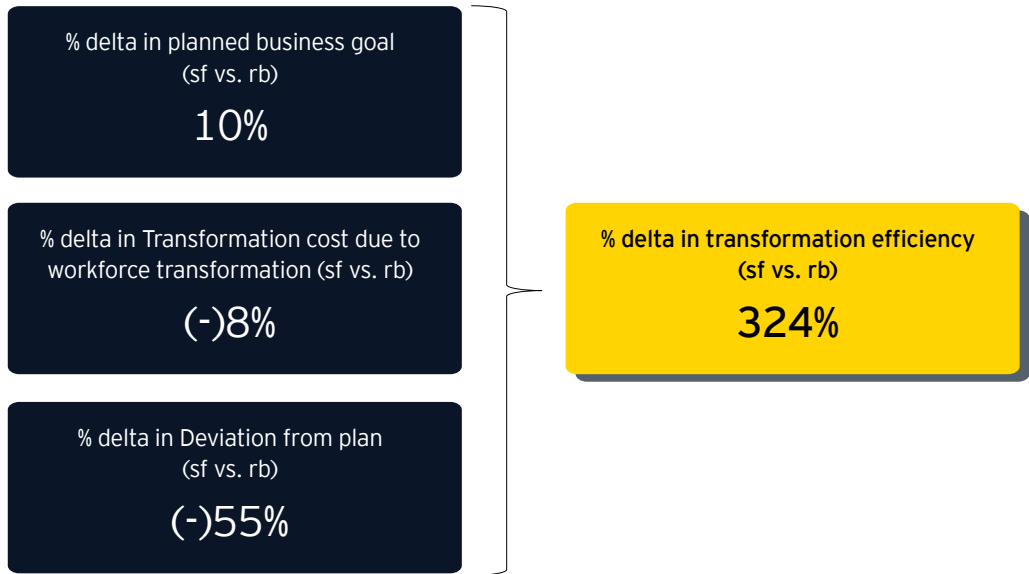 % delta in planned business goal
(sf vs. rb)
10%
% delta in Transformation cost due to
workforce transformation (sf vs. rb)
(-)8%
% delta in Deviation from plan
(sf vs. rb)
(-)55%
% delta in transformation efficiency
(sf vs. rb)
324%